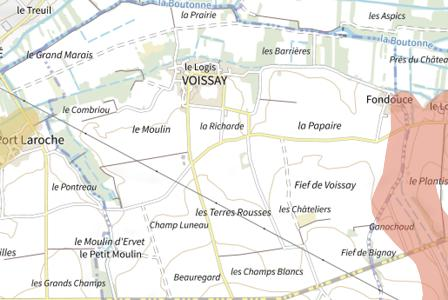 le Treuil
la Boutonne
la Prairie
les Aspics
la Boutonne
le Grand Marais
les Barrières
Près du Châte
le Logis
VOISSAY
Fondouce
le Combriou
le Moulin
la Richarde
la Papaire
Port Laroche
le Pontreau
Fief de Voissay
le Plantis
les Terres Rousses
les Châteliers
Champ Luneau
Ganochaud
le Moulin d'Ervet
le Petit Moulin
Fief de Bignay
illes
les Grands Champs
Beauregard
les Champs Blancs